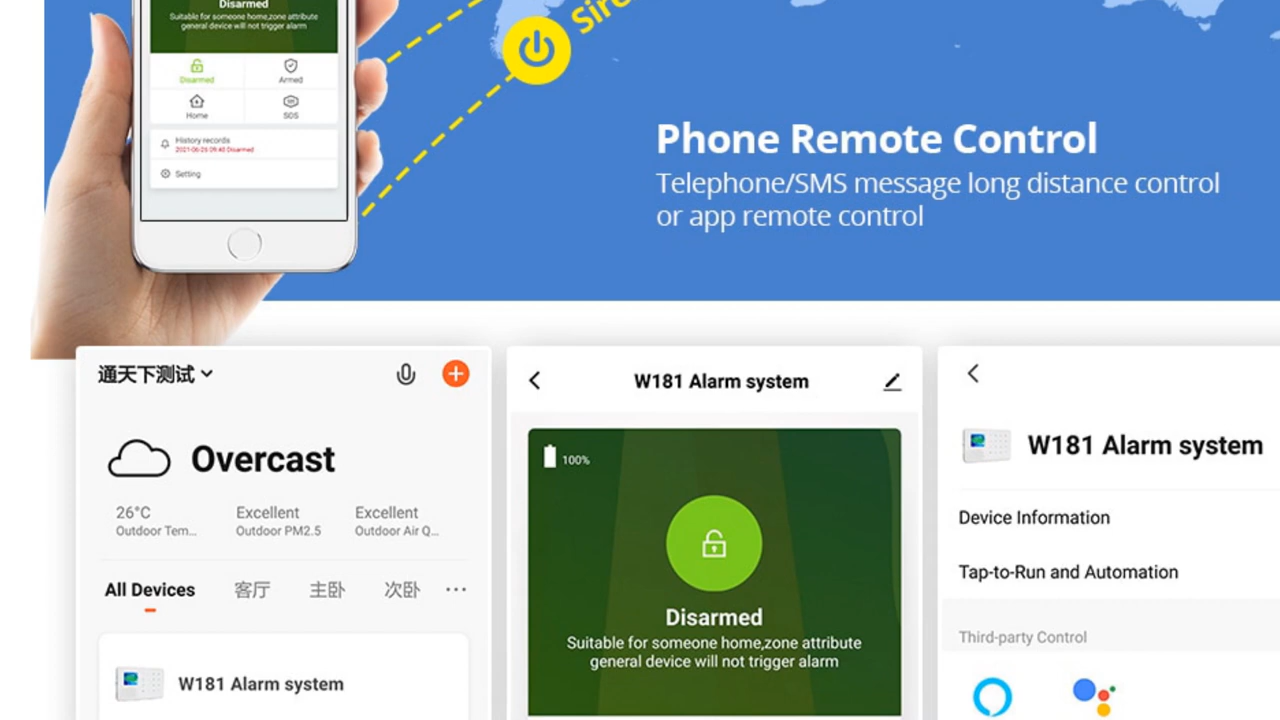 Disarmed
Suitable for someone home,zone attribute
general device will not trigger alarm
Disarmed
Armed
Home
SOS
History records
2021-06-25 09:48 Disarmed
Setting
Phone Remote Control
Telephone/SMS message long distance control
or app remote control
通天下测试
Overcast
26°C
Excellent
Excellent
Outdoor Tem...
Outdoor PM2.5
Outdoor Air Q...
All Devices
客厅
主卧
次卧
...
W181 Alarm system
W181 Alarm system
100%
Disarmed
Suitable for someone home,zone attribute
general device will not trigger alarm
W181 Alarm system
Device Information
Tap-to-Run and Automation
Third-party Control